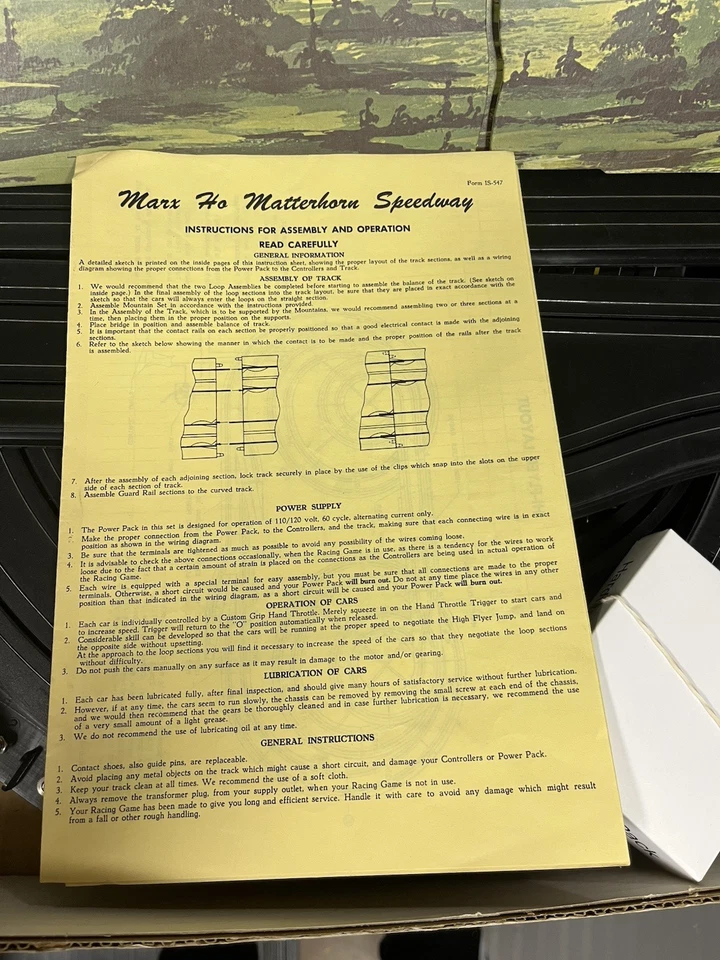 Form IS-547
Marx Ho Matterhorn Speedway
INSTRUCTIONS FOR ASSEMBLY AND OPERATION
READ CAREFULLY
GENERAL INFORMATION
A detailed sketch is printed on the inside pages of this instruction sheet, showing the proper layout of the track sections, as well as a wiring
diagram showing the proper connections from the Power Pack to the Controllers and Track.
ASSEMBLY OF TRACK
1. We would recommend that the two Loop Assemblies be completed before starting to assemble the balance of the track. (See sketch on
inside page.) In the final assembly of the loop sections into the track layout, be sure that they are placed in exact accordance with the
sketch so that the cars will always enter the loops on the straight section.
2. Assemble Mountain Set in accordance with the instructions provided.
3. In the Assembly of the Track, which is to be supported by the Mountains, we would recommend assembling two or three sections at a
time, then placing them in the proper position on the supports.
4. Place bridge in position and assemble balance of track.
5. It is important that the contact rails on each section be properly positioned so that a good electrical contact is made with the adjoining
sections.
6. Refer to the sketch below showing the manner in which the contact is to be made and the proper position of the rails after the track
is assembled.
7. After the assembly of each adjoining section, lock track securely in place by the use of the clips which snap into the slots on the upper
side of each section of track.
8. Assemble Guard Rail sections to the curved track.
POWER SUPPLY
1. The Power Pack in this set is designed for operation of 110/120 volt, 60 cycle, alternating current only.
Make the proper connection from the Power Pack, to the Controllers, and the track, making sure that each connecting wire is in exact
position as shown in the wiring diagram.
3. Be sure that the terminals are tightened as much as possible to avoid any possibility of the wires coming loose.
4. It is advisable to check the above connections occasionally, when the Racing Game is in use, as there is a tendency for the wires to work
loose due to the fact that a certain amount of strain is placed on the connections as the Controllers are being used in actual operation of
the Racing Game.
5. Each wire is equipped with a special terminal for easy assembly, but you must be sure that all connections are made to the proper
terminals. Otherwise, a short circuit would be caused and your Power Pack will burn out. Do not at any time place the wires in any other
position than that indicated in the wiring diagram, as a short circuit will be caused and your Power Pack will burn out.
OPERATION OF CARS
1. Each car is individually controlled by a Custom Grip Hand Throttle. Merely squeeze in on the Hand Throttle Trigger to start cars and
to increase speed. Trigger will return to the "O" position automatically when released.
2. Considerable skill can be developed so that the cars will be running at the proper speed to negotiate the High Flyer Jump, and land on
the opposite side without upsetting.
At the approach to the loop sections you will find it necessary to increase the speed of the car so that they negotiate the loop sections
without difficulty.
3. Do not push the cars manually on any surface as it may result in damage to the motor and/or gearing.
LUBRICATION OF CARS
1. Each car has been lubricated fully, after final inspection, and should give many hours of satisfactory service without further lubrication.
2. However, if at any time, the cars seem to run slowly, the chassis can be removed by removing the small screw at each end of the chassis,
and we would then recommend that the gears be thoroughly cleaned and in case further lubrication is necessary, we recommend the use
of a very small amount of a light grease.
3. We do not recommend the use of lubricating oil at any time.
GENERAL INSTRUCTIONS
1. Contact shoes, also guide pins, are replaceable.
2. Avoid placing any metal objects on the track which might cause a short circuit, and damage your Controllers or Power Pack.
3. Keep your track clean at all times. We recommend the use of a soft cloth.
4. Always remove the transformer plug, from your supply outlet, when your Racing Game is not in use.
5. Your Racing Game has been made to give you long and efficient service. Handle it with care to avoid any damage which might result
from a fall or other rough handling.